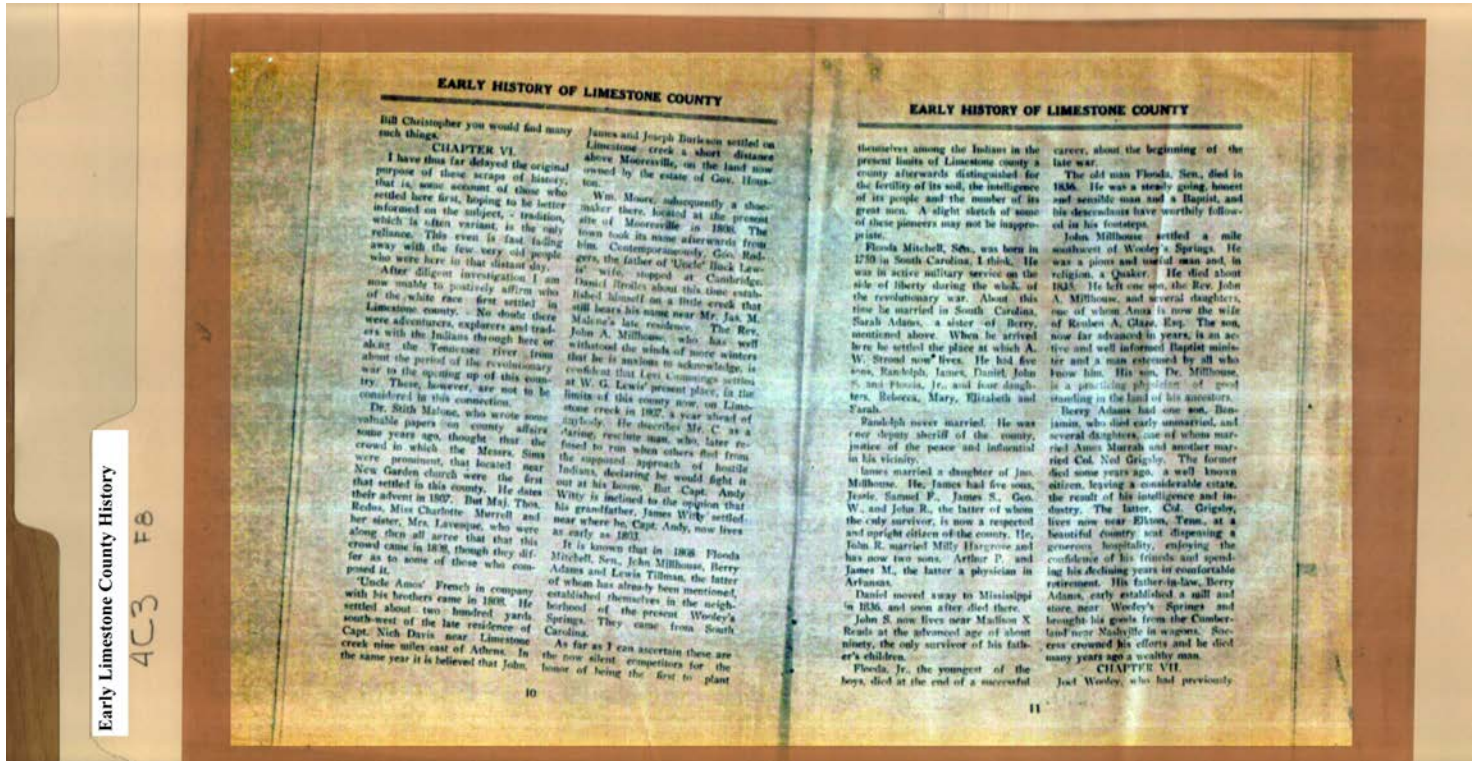 EARLY HISTORY OF LIMESTONE COUNTY
Bill Christopher you would find many
such things.
CHAPTER VI.
I have thus far delayed the original
purpose of these scraps of history,
that is, some account of those who
settled here first, hoping to be better
informed on the subject, - tradition,
which is often variant, is the only
reliance. This even is fast fading
away with the few very old people
who were here in that distant day.
After diligent investigation I am
now unable to postively affirm who
of the white race first settled in
Limestone county. No doubt there
were adventurers, explorers and trad-
ers with the Indians through here or
along the Tennessee river from
about the period of the revolutionary
war to the opening up of this coun-
try. These, however, are not to be
considered in this connection.
Dr. Stith Malone, who wrote some
valuable papers on county affairs
some years ago, thought that the
crowd in which the Messrs. Sims
were prominent, that located near
New Garden church were the first
that settled in this county. He dates
their advent in 1807. But Maj. Thos.
Redus, Miss Charlotte Murrell and
her sister, Mrs. Lavesque, who were
along then all agree that this
crowd came in 1808, though they dif-
fer as to some of those who com-
posed it.
'Uncle Amos' French in company
with his brothers came in 1808. He
settled about two hundred yards
south-west of the late residence of
Capt. Nich Davis near Limestone
creek nine miles east of Athens. In
the same year it is believed that John,
James and Joseph Burleson settled on
Limestone creek a short distance
above Mooresville, on the land now
owned by the estate of Gov. Hous-
ton.
Wm. Moore, subsequently a shoe-
maker there, located at the present
site of Mooresville in 1808. The
town took its name afterwards from
him. Contemporaneously, Geo. Rod-
gers, the father of 'Uncle' Buck Lew-
is' wife, stopped at Cambridge.
Daniel about this time estab-
lished himself on a little creek that
still bears his name near Mr. Jas. M.
Malone's late residence. The Rev.
John A. Millhouse, who has well
withstood the winds of more winters
that he is anxious to acknowledge, is
confident that Levi Cummings settled
at W. G. Lewis' present place, in the
limits of this county now, on Lime-
stone creek in 1807, a year ahead of
anybody. He describes Mr. C. as a
daring, resolute man, who, later re-
fused to run when others fled from
the supposed approach of hostile
Indians, declaring he would fight it
out at his house. But Capt. Andy
Witty is inclined to the opinion that
his grandfather, James Witty settled
near where he, Capt. Andy, now lives
as early as
It is known that in 1808 Flooda
Mitchell, Sen., John Millhouse, Berry
Adams and Lewis Tillman, the latter
of whom has already been mentioned,
established themselves in the neigh-
borhood of the present Wooley's
Springs. They came from South
Carolina.
As far as I can ascertain these are
the now silent competitors for the
honor of being the first to plant
10
EARLY HISTORY OF LIMESTONE COUNTY
themselves among the Indians in the
present limits of Limestone county a
county afterwards distinguished for
the fertility of its soil, the intelligence
of its people and the number of its
great men. A slight sketch of some
of these pioneers may not be inappro-
priate.
Flooda Mitchell, Sen., was born in
in South Carolina, I think. He
was in active military service on the
side of liberty during the whole of
the revolutionary war. About this
time he married in South Carolina,
Sarah Adams, a sister of Berry,
mentioned above. When he arrived
here he settled the place at which A.
W. Stroud now lives. He had five
sons, Randolph, James, Daniel, John
S. and Flooda, Jr., and four daugh-
ters, Rebecca, Mary, Elizabeth and
Sarah.
Randolph never married. He was
once deputy sheriff of the county,
justice of the peace and influential
in his vicinity.
James married a daughter of Jno.
Millhouse. He, James had five sons,
Jessie, Samuel F., James S., Geo.
W., and John R., the latter of whom
the only survivor, is now a respected
and upright citizen of the county. He,
John R. married Milly Hargrove and
has now two sons, Arthur P. and
James M., the latter a physician in
Arkansas.
Daniel moved away to Mississippi
in 1836, and soon after died there.
John S. now lives near Madison X
Roads at the advanced age of about
ninety, the only survivor of his fath-
er's children.
Flooda, Jr., the youngest of the
boys, died at the end of a successful
career, about the beginning of the
late war.
The old man Flooda, Sen., died in
1836. He was a steady going, honest
and sensible man and a Baptist, and
his descendants have worthily follow-
ed in his footsteps.
John Millhouse settled a mile
southwest of Wooley's Springs. He
was a pious and useful man and, in
religion, a Quaker. He died about
He left one son, the Rev. John
A. Millhouse, and several daughters,
one of whom Anna is now the wife
of Reuben A. Glaze, Esq. The son,
now far advanced in years, is an ac-
tive and well informed Baptist minis-
ter and a man esteemed by all who
know him. His son, Dr. Millhouse,
is a practicing physician of good
standing in the land of his ancestors.
Berry Adams had one son, Ben-
jamin, who died early unmarried, and
several daughters, one of whom mar-
ried Amos Murrah and another mar-
ried Col. Ned Grigsby. The former
died some years ago, a well known
citizen, leaving a considerable estate,
the result of his intelligence and in-
dustry. The latter, Col. Grigsby,
lives now near Elkton, Tenn., at a
beautiful country seat dispensing a
generous hospitality, enjoying the
confidence of his friends and spend-
ing his declining years in comfortable
retirement. His father-in-law, Berry
Adams, early established a mill and
store near Wooley's Springs and
brought his goods from the Cumber-
land near Nashville in wagons. Suc-
cess crowned his efforts and he died
many years ago a wealthy man.
CHAPTER VII.
Joel Wooley, who had previously
11
Early Limestone County History
4C3 F8